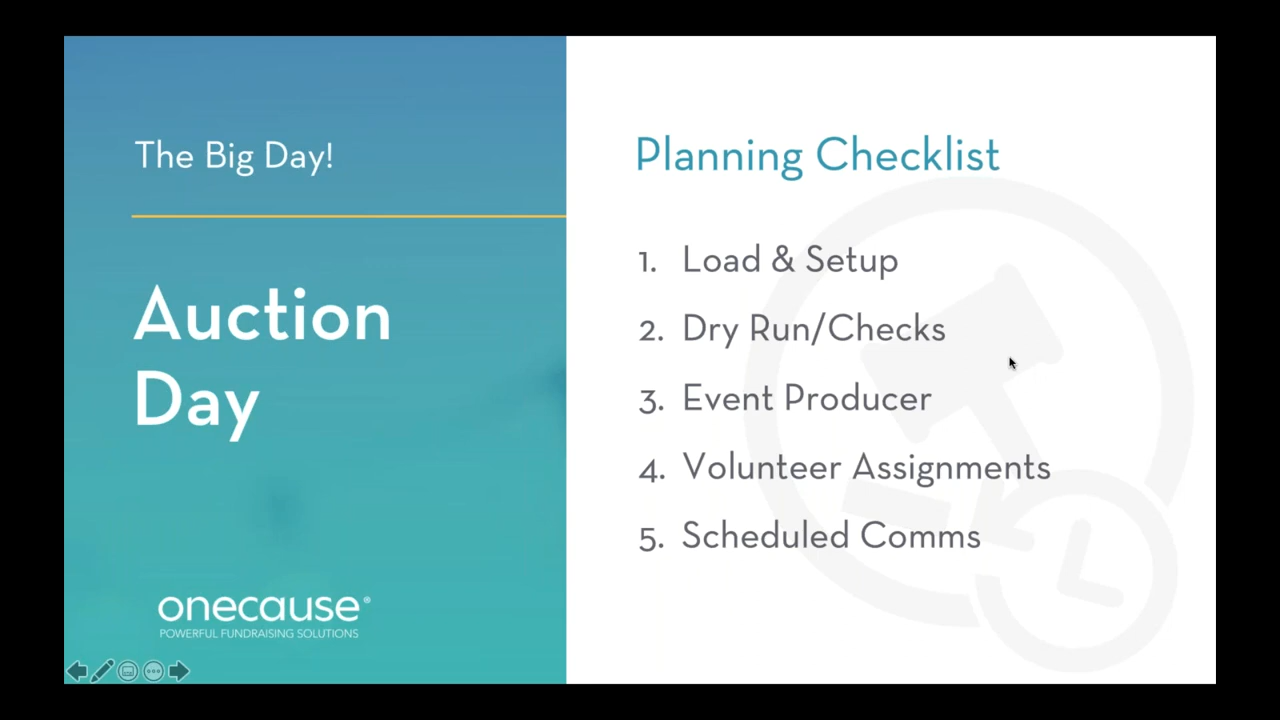 The Big Day!
Auction
Day
onecause®
POWERFUL FUNDRAISING SOLUTIONS
Planning Checklist
1. Load & Setup
2. Dry Run/Checks
3. Event Producer
4. Volunteer Assignments
5. Scheduled Comms